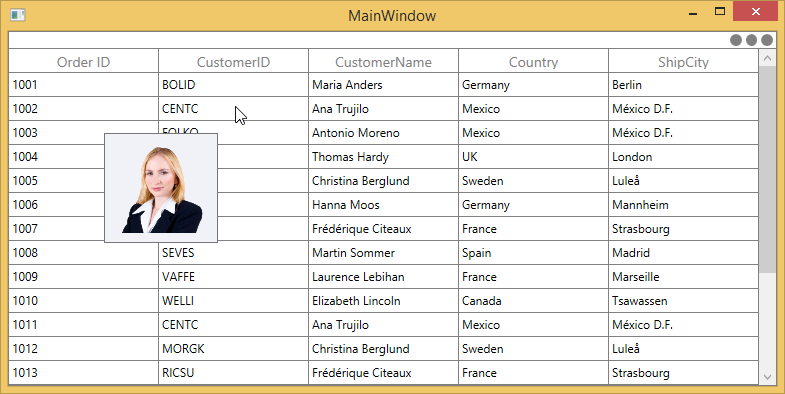 MainWindow
Order ID CustomerID CustomerName Country ShipCity
1001 BOLID Maria Anders Germany Berlin
1002 CENTC Ana Trujilo Mexico México D.F.
1003 FOLKO Antonio Moreno Mexico México D.F.
1004 Thomas Hardy UK London
1005 Christina Berglund Sweden Luleå
1006 Hanna Moos Germany Mannheim
1007 Frédérique Citeaux France Strasbourg
1008 SEVES Martin Sommer Spain Madrid
1009 VAFFE Laurence Lebihan France Marseille
1010 WELLI Elizabeth Lincoln Canada Tsawassen
1011 CENTC Ana Trujilo Mexico México D.F.
1012 MORGK Christina Berglund Sweden Luleå
1013 RICSU Frédérique Citeaux France Strasbourg